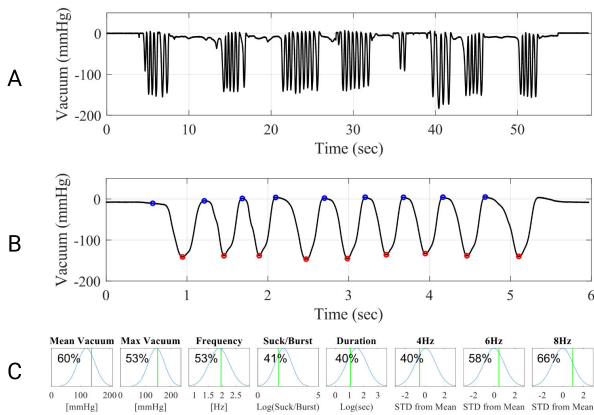 A
Vacuum (mmHg)
0
-100
-200
0 10 20 30 40 50
Time (sec)
B
Vacuum (mmHg)
0
-100
-200
0 1 2 3 4 5 6
Time (sec)
C
Mean Vacuum Max Vacuum Frequency Suck/Burst Duration 4Hz 6Hz 8Hz
60% 53% 53% 41% 40% 40% 58% 66%
0 100 200 0 100 200 1 1.5 2 2.5 0 5 0 1 2 -4 -2 0 2 -2 0 2 -2 0 2
[mmHg] [mmHg] [Hz] Log(Suck/Burst) Log(sec) STD from Mean STD from Mean STD from Mean